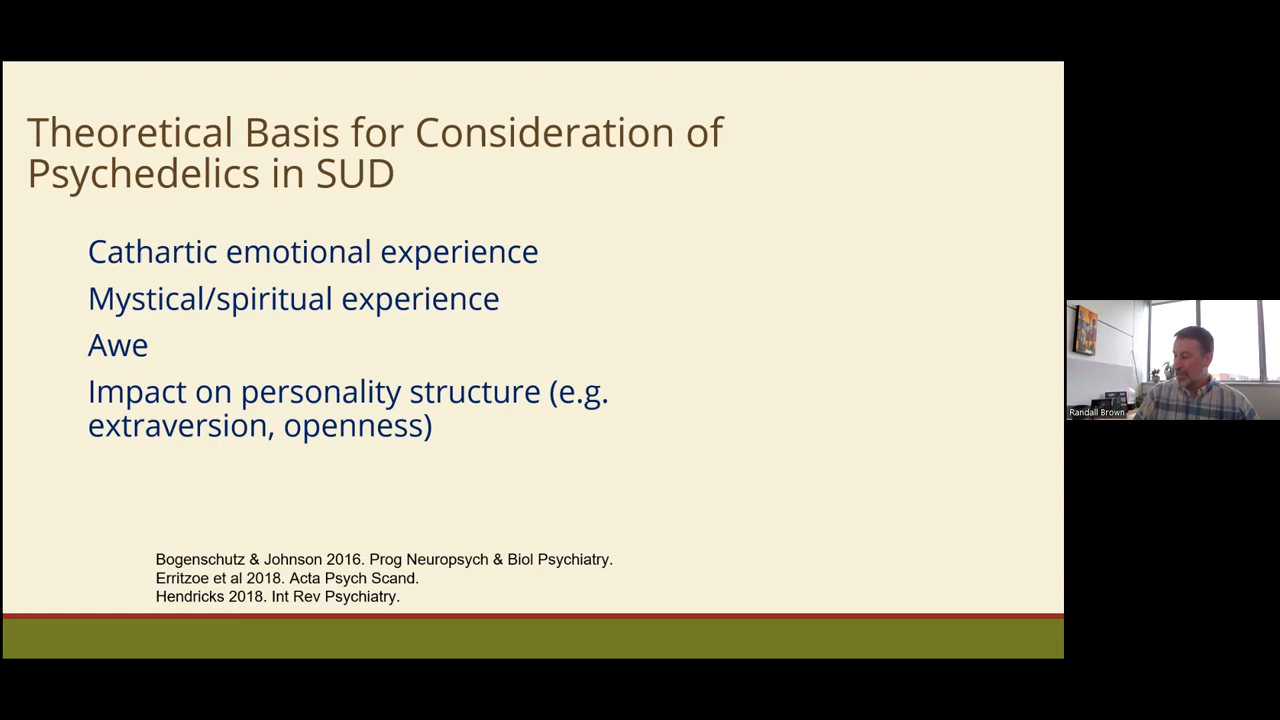 Theoretical Basis for Consideration of
Psychedelics in SUD
Cathartic emotional experience
Mystical/spiritual experience
Awe
Impact on personality structure (e.g.
extraversion, openness)
Bogenschutz & Johnson 2016. Prog Neuropsych & Biol Psychiatry.
Erritzoe et al 2018. Acta Psych Scand.
Hendricks 2018. Int Rev Psychiatry.
Randall Brown